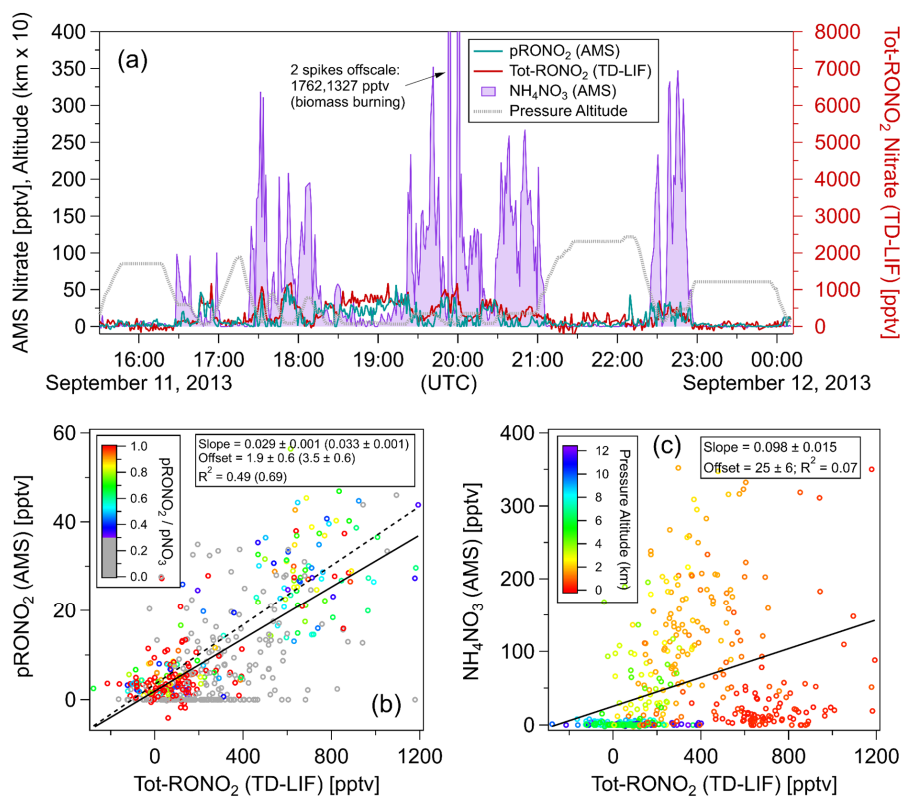 (a)
AMS Nitrate [pptv], Altitude (km x 10)
400
350
300
250
200
150
100
50
0
2 spikes offscale:
1762,1327 pptv
(biomass burning)
pRONO₂ (AMS)
Tot-RONO₂ (TD-LIF)
NH₄NO₃ (AMS)
Pressure Altitude
8000
7000
6000
5000
4000
3000
2000
1000
0
Tot-RONO₂ Nitrate (TD-LIF) [pptv]
16:00 17:00 18:00 19:00 20:00 21:00 22:00 23:00 00:00
September 11, 2013 (UTC) September 12, 2013
60
40
20
0
pRONO₂ (AMS) [pptv]
1.0
0.8
0.6
0.4
0.2
0.0
pRONO₂ / pNO₃
Slope = 0.029 ± 0.001 (0.033 ± 0.001)
Offset = 1.9 ± 0.6 (3.5 ± 0.6)
R² = 0.49 (0.69)
(b)
0 400 800 1200
Tot-RONO₂ (TD-LIF) [pptv]
400
300
200
100
0
NH₄NO₃ (AMS) [pptv]
12
10
8
6
4
2
0
Pressure Altitude (km)
(c)
Slope = 0.098 ± 0.015
Offset = 25 ± 6; R² = 0.07
0 400 800 1200
Tot-RONO₂ (TD-LIF) [pptv]